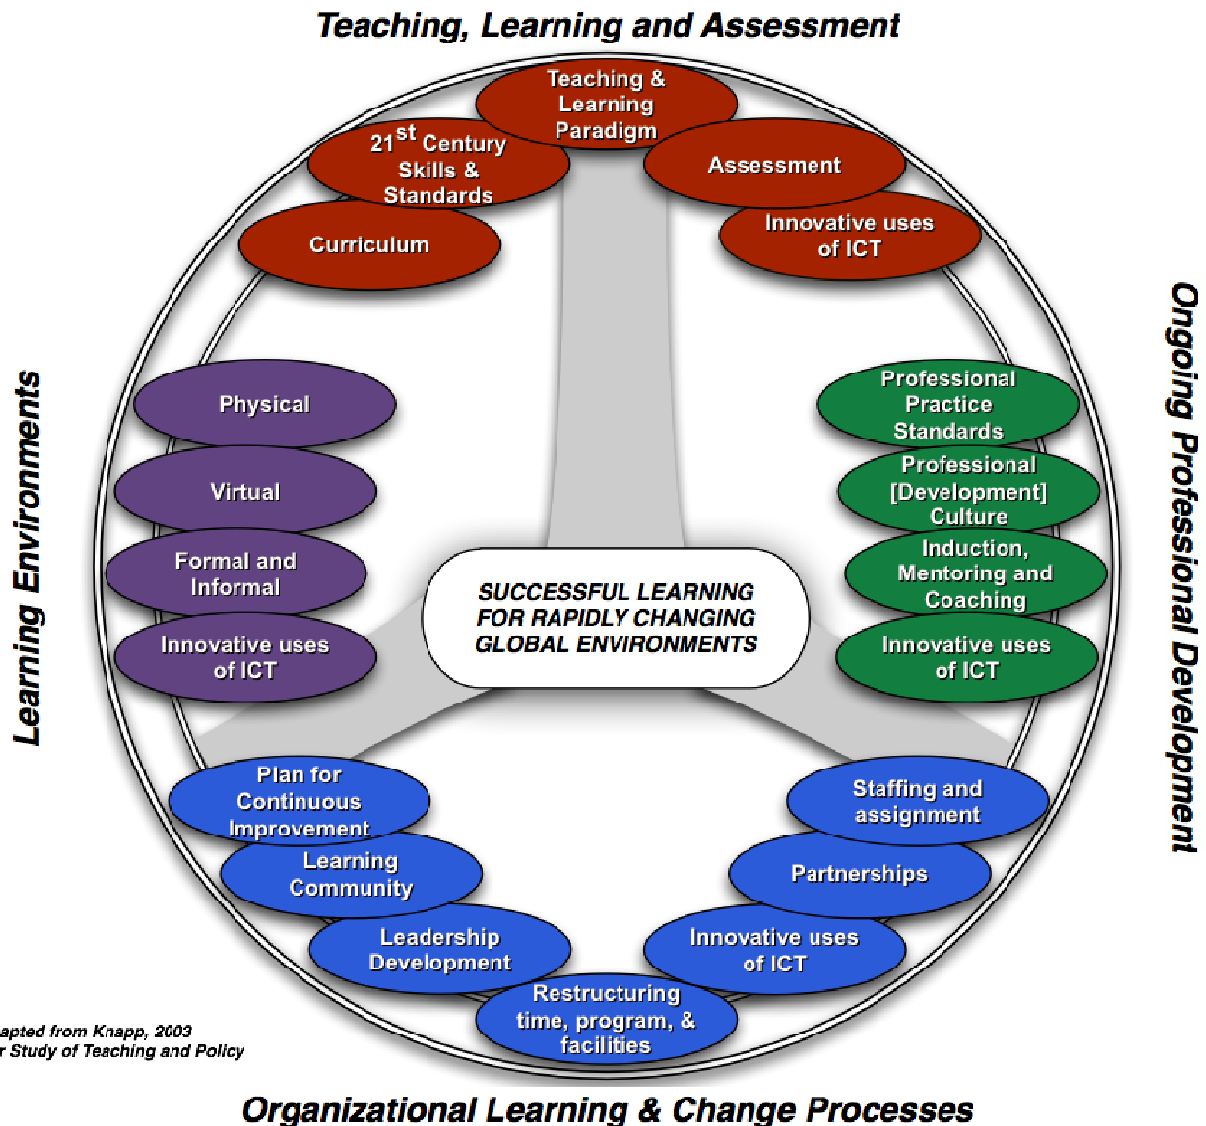 Teaching, Learning and Assessment
Teaching &
Learning
Paradigm
21st Century
Skills &
Standards
Assessment
Curriculum
Innovative uses
of ICT
Learning Environments
Physical
Virtual
Formal and
Informal
Innovative uses
of ICT
Ongoing Professional Development
Professional
Practice
Standards
Professional
[Development]
Culture
Induction,
Mentoring and
Coaching
Innovative uses
of ICT
SUCCESSFUL LEARNING
FOR RAPIDLY CHANGING
GLOBAL ENVIRONMENTS
Plan for
Continuous
Improvement
Learning
Community
Leadership
Development
Restructuring
time, program, &
facilities
Innovative uses
of ICT
Partnerships
Staffing and
assignment
apted from Knapp, 2003
r Study of Teaching and Policy
Organizational Learning & Change Processes